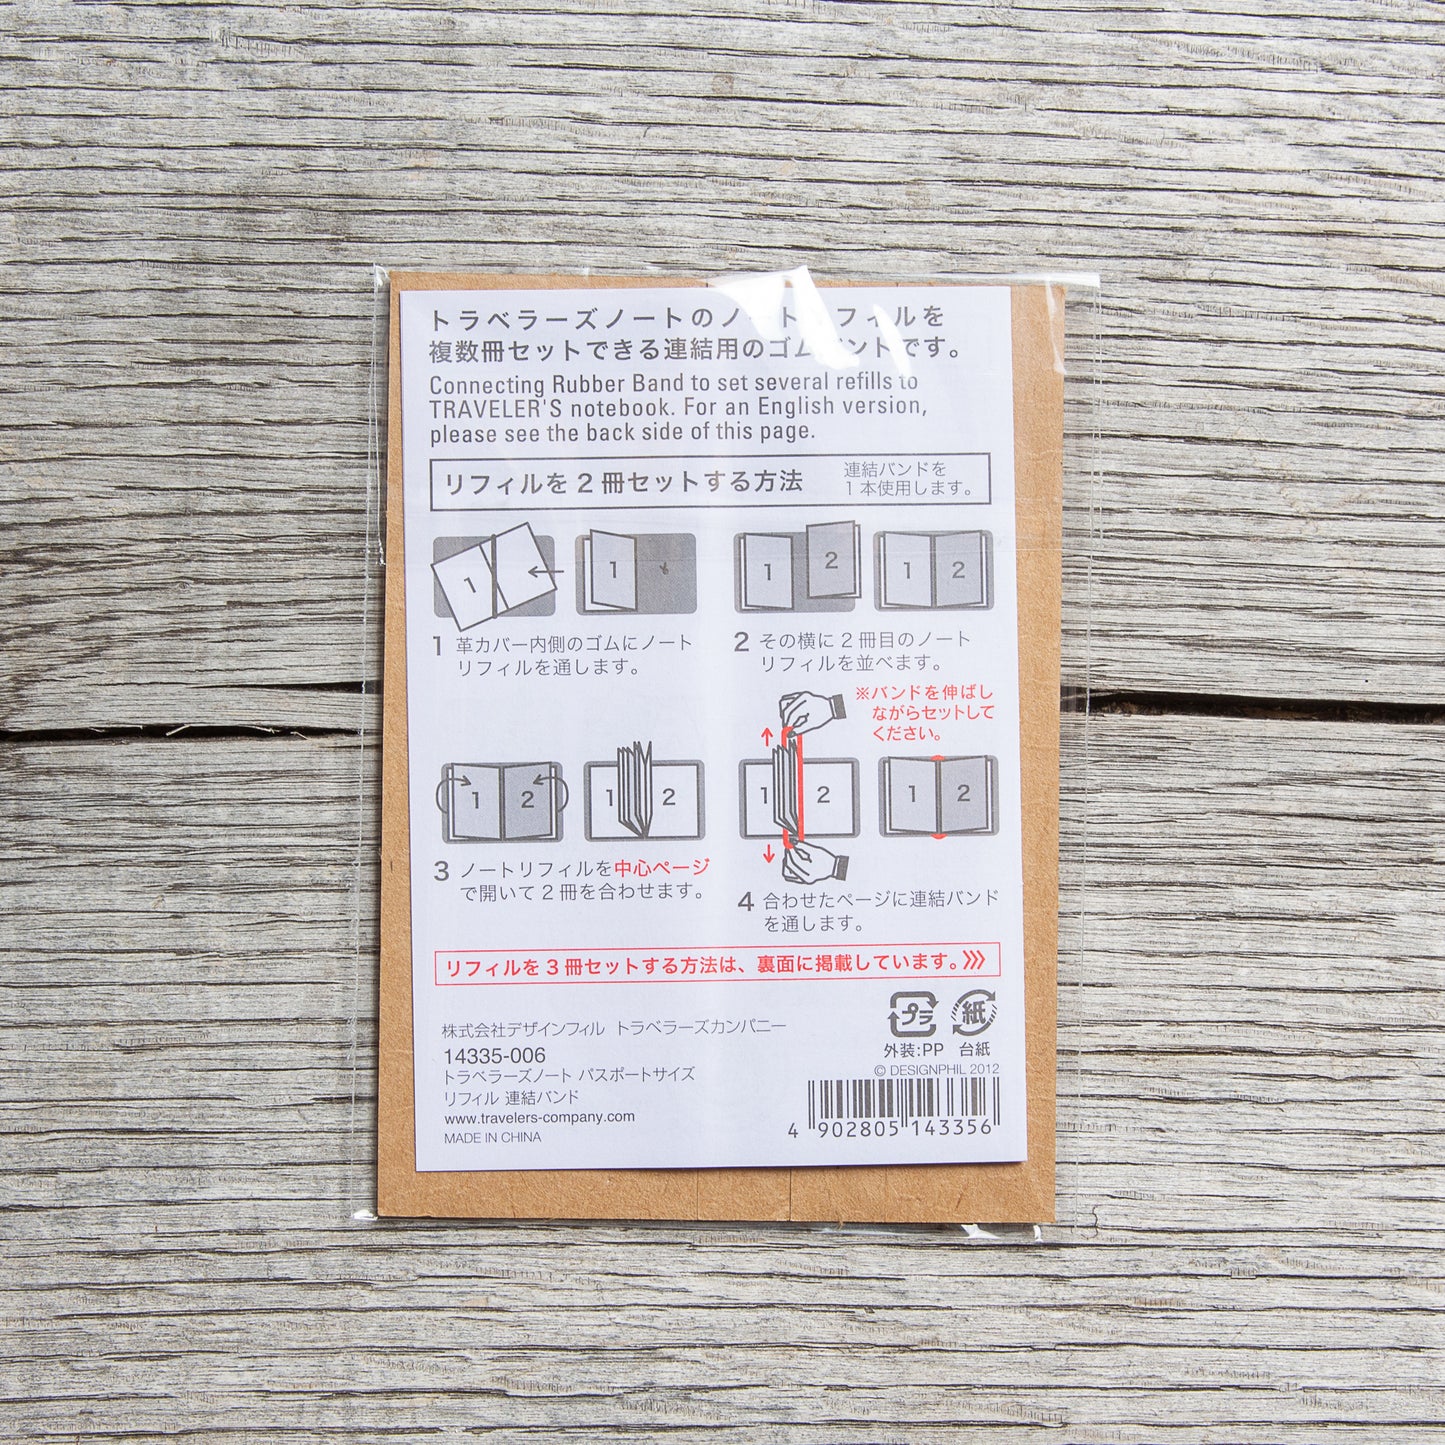 トラベラーズノートのノートリフィルを
複数冊セットできる連結用のゴムバンドです。
Connecting Rubber Band to set several refills to
TRAVELER'S notebook. For an English version,
please see the back side of this page.
リフィルを2冊セットする方法
連結バンドを
1本使用します。
1
1
1 革カバー内側のゴムにノート
リフィルを通します。
1 2
1 2
2 その横に2冊目のノート
リフィルを並べます。
1 2
1 2
3 ノートリフィルを中心ページ
で開いて2冊を合わせます。
※バンドを伸ばし
ながらセットして
ください。
1 2
1 2
4 合わせたページに連結バンド
を通します。
リフィルを3冊セットする方法は、裏面に掲載しています。
株式会社デザインフィル トラベラーズカンパニー
14335-006
トラベラーズノート パスポートサイズ
リフィル 連結バンド
www.travelers-company.com
MADE IN CHINA
プラ 紙
外装:PP 台紙
© DESIGNPHIL 2012
4 902805 143356